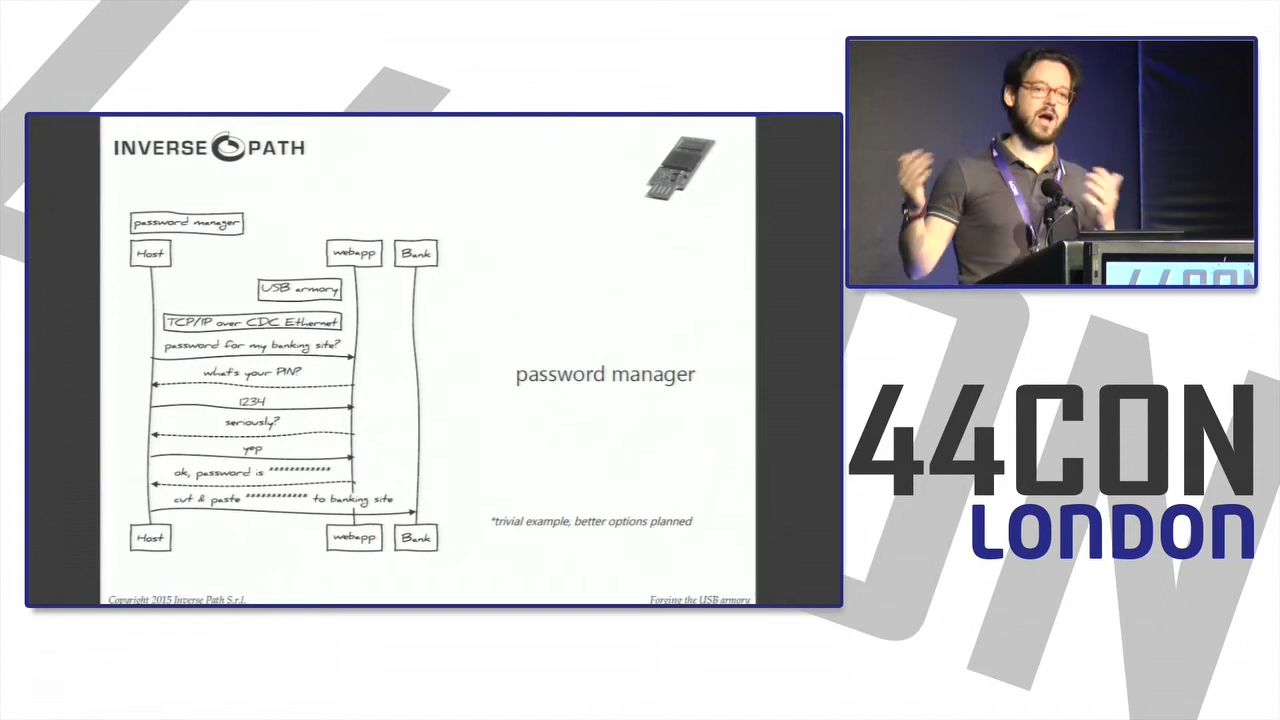 INVERSE PATH
password manager
Host
webapp
Bank
USB armory
TCP/IP over CDC Ethernet
password for my banking site?
what's your PIN?
1234
seriously?
yep
ok, password is ************
cut & paste ************ to banking site
Host
webapp
Bank
password manager
*trivial example, better options planned
Copyright 2015 Inverse Path S.r.l.
Forging the USB armory
44CON
44CON
LONDON